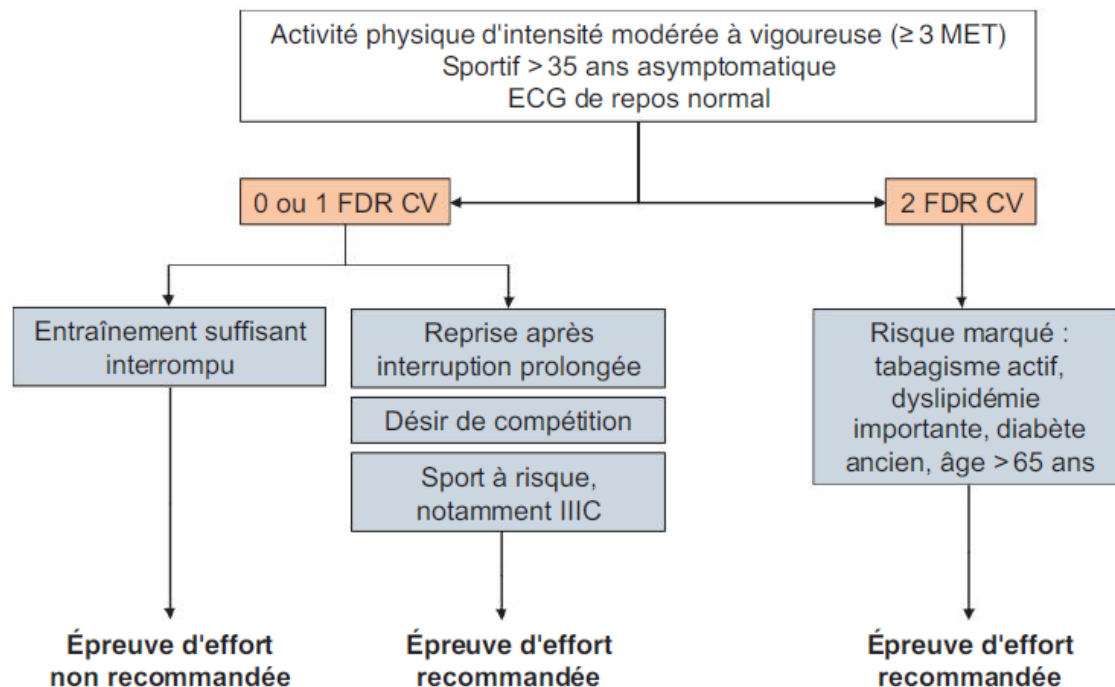 Activité physique d'intensité modérée à vigoureuse (≥ 3 MET)
Sportif > 35 ans asymptomatique
ECG de repos normal
0 ou 1 FDR CV
2 FDR CV
Entraînement suffisant
interrompu
Reprise après
interruption prolongée
Désir de compétition
Sport à risque,
notamment IIIC
Risque marqué :
tabagisme actif,
dyslipidémie
importante, diabète
ancien, âge > 65 ans
Épreuve d'effort
non recommandée
Épreuve d'effort
recommandée
Épreuve d'effort
recommandée